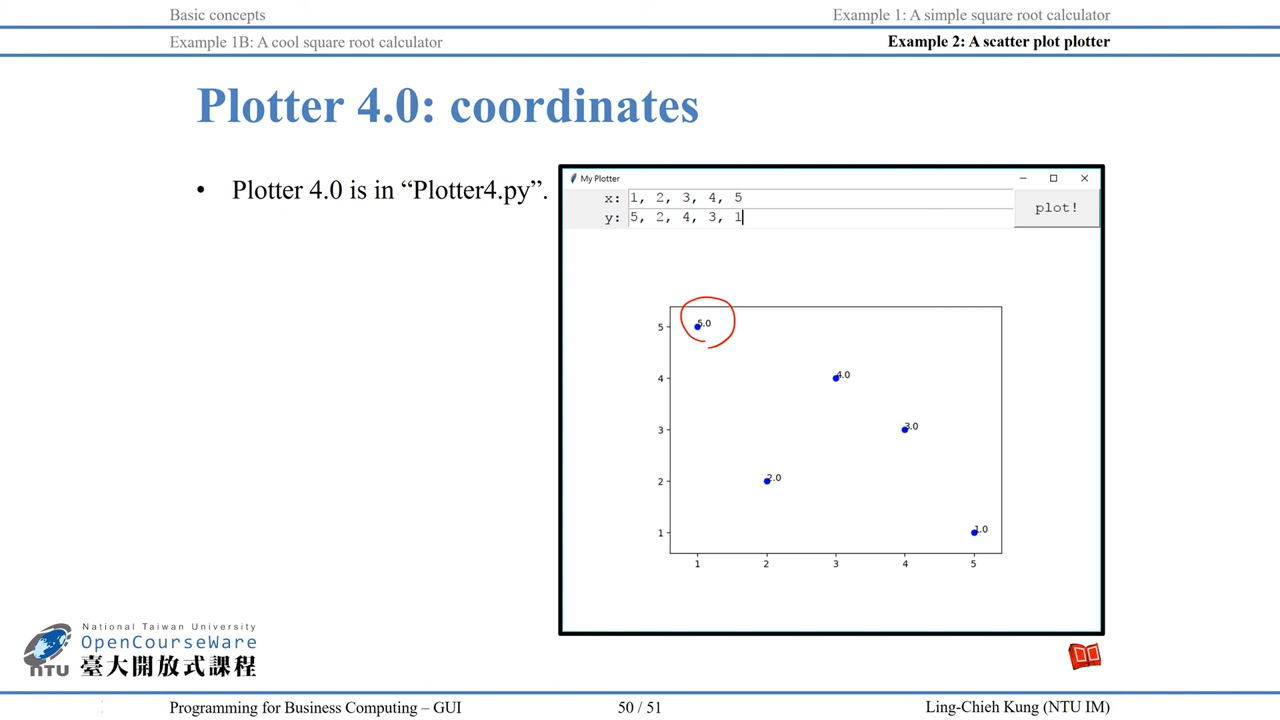 Basic concepts
Example 1: A simple square root calculator
Example 1B: A cool square root calculator
Example 2: A scatter plot plotter
Plotter 4.0: coordinates
• Plotter 4.0 is in “Plotter4.py”.
My Plotter
x: 1, 2, 3, 4, 5
y: 5, 2, 4, 3, 1
plot!
5 5.0
4 4.0
3 3.0
2 2.0
1 1.0
1 2 3 4 5
National Taiwan University
OpenCourseWare
NTU 臺大開放式課程
Programming for Business Computing – GUI
50 / 51
Ling-Chieh Kung (NTU IM)